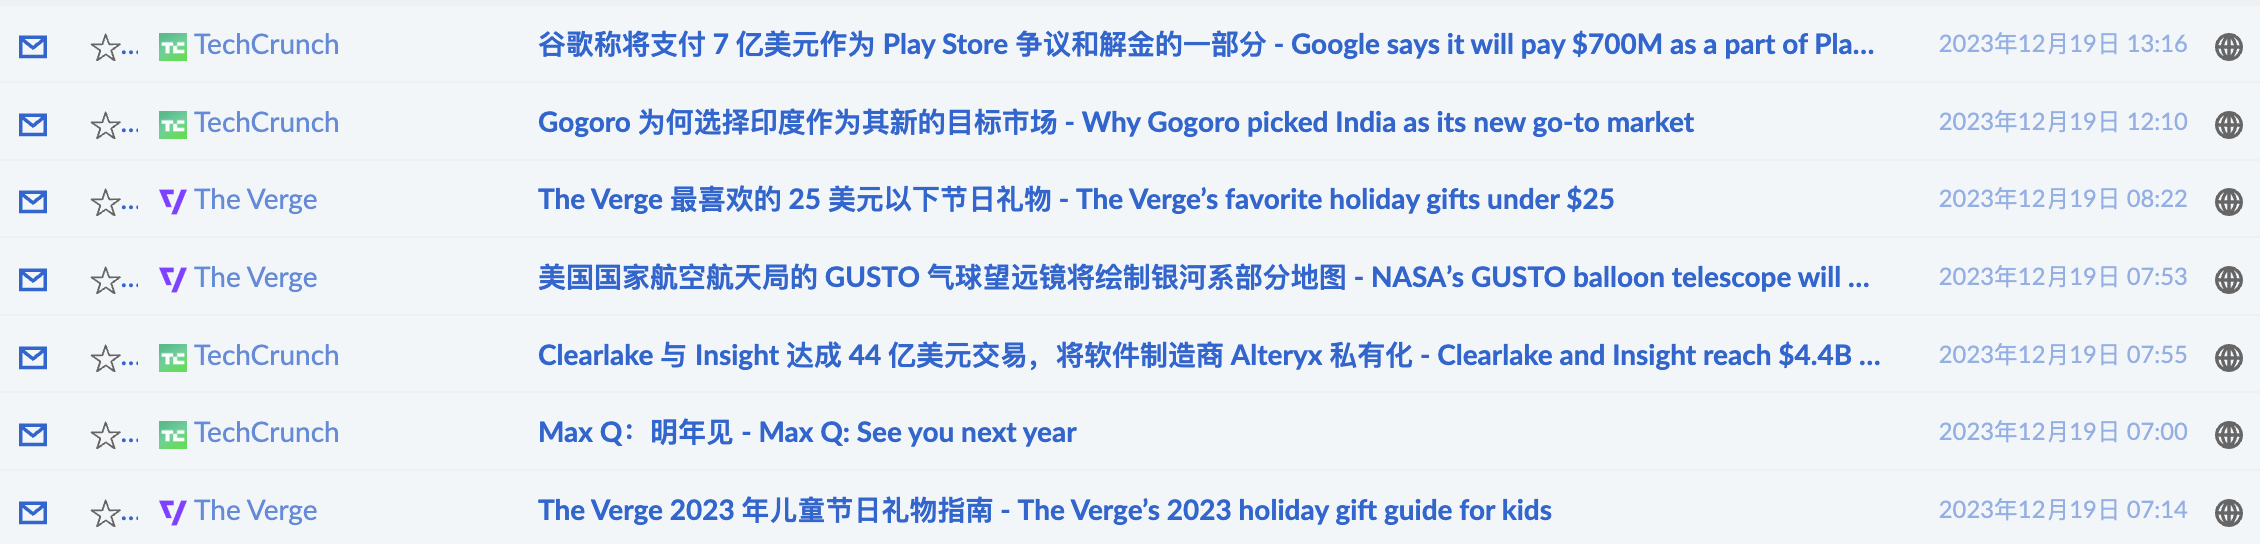 TechCrunch 谷歌称将支付 7 亿美元作为 Play Store 争议和解金的一部分 - Google says it will pay $700M as a part of Pla... 2023年12月19日 13:16
TechCrunch Gogoro 为何选择印度作为其新的目标市场 - Why Gogoro picked India as its new go-to market 2023年12月19日 12:10
The Verge The Verge 最喜欢的 25 美元以下节日礼物 - The Verge’s favorite holiday gifts under $25 2023年12月19日 08:22
The Verge 美国国家航空航天局的 GUSTO 气球望远镜将绘制银河系部分地图 - NASA’s GUSTO balloon telescope will ... 2023年12月19日 07:53
TechCrunch Clearlake 与 Insight 达成 44 亿美元交易，将软件制造商 Alteryx 私有化 - Clearlake and Insight reach $4.4B ... 2023年12月19日 07:55
TechCrunch Max Q：明年见 - Max Q: See you next year 2023年12月19日 07:00
The Verge The Verge 2023 年儿童节日礼物指南 - The Verge’s 2023 holiday gift guide for kids 2023年12月19日 07:14